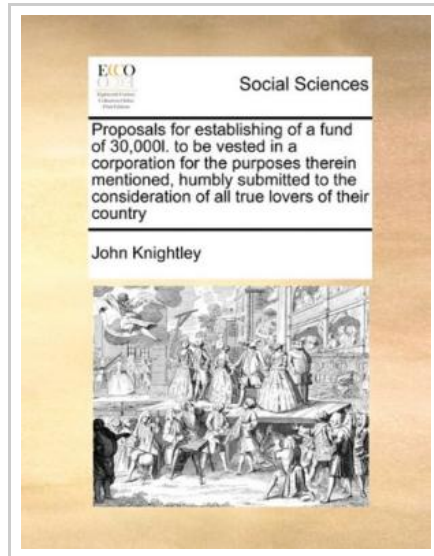 ECCO
Social Sciences
Proposals for establishing of a fund
of 30,000l. to be vested in a
corporation for the purposes therein
mentioned, humbly submitted to the
consideration of all true lovers of their
country
John Knightley